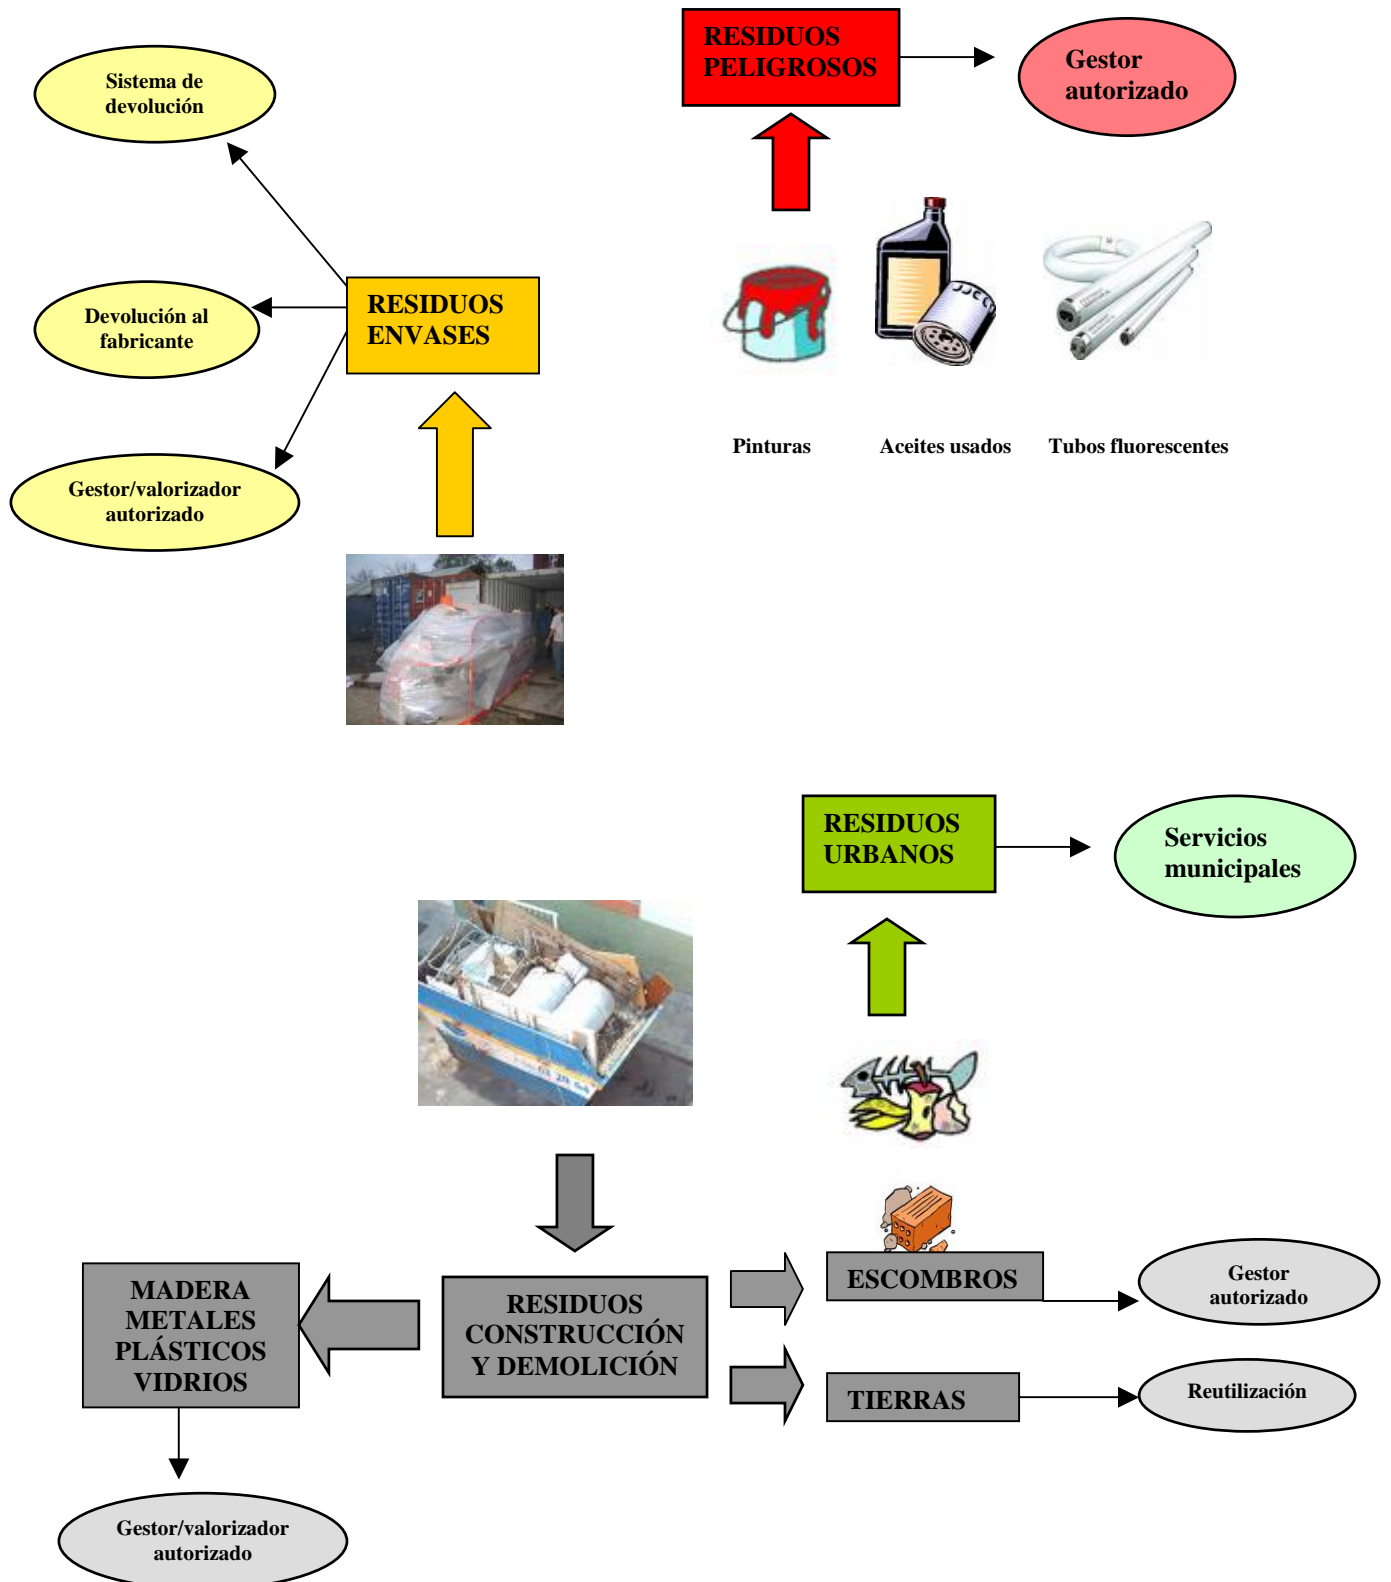 RESIDUOS
PELIGROSOS
Gestor
autorizado
Sistema de
devolución
Devolución al
fabricante
RESIDUOS
ENVASES
Gestor/valorizador
autorizado
Pinturas
Aceites usados
Tubos fluorescentes
RESIDUOS
URBANOS
Servicios
municipales
MADERA
METALES
PLÁSTICOS
VIDRIOS
RESIDUOS
CONSTRUCCIÓN
Y DEMOLICIÓN
ESCOMBROS
Gestor
autorizado
TIERRAS
Reutilización
Gestor/valorizador
autorizado